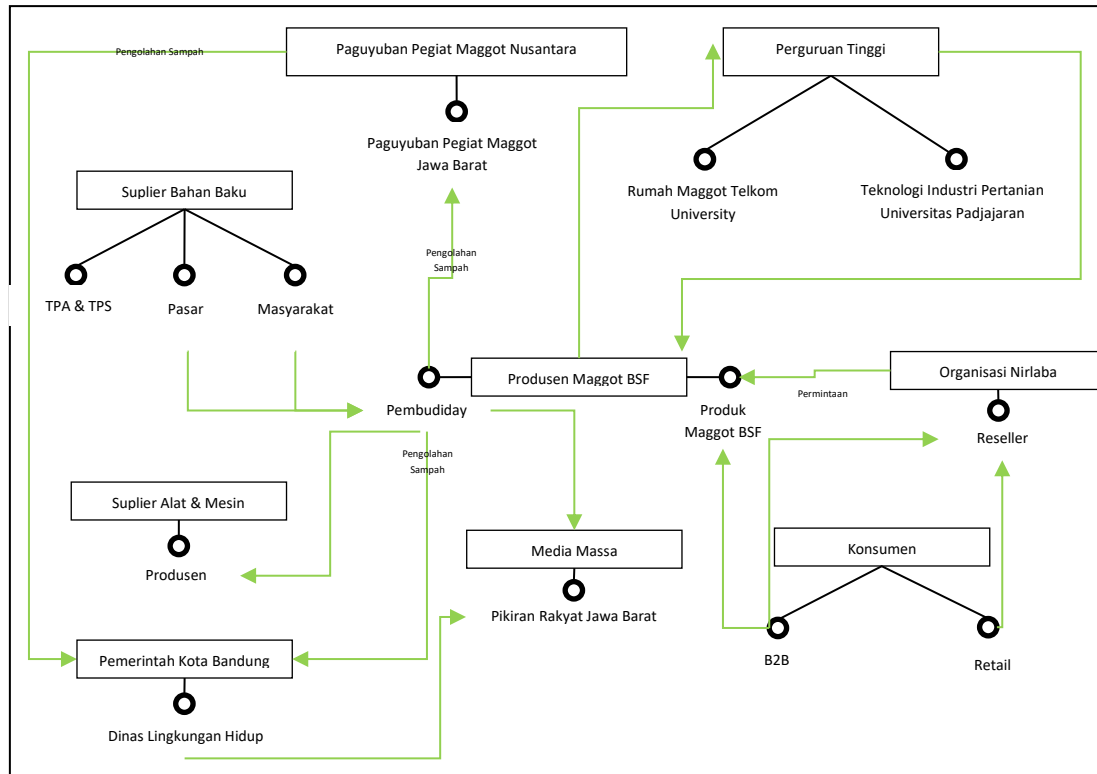 Pengolahan Sampah
Paguyuban Pegiat Maggot Nusantara
Perguruan Tinggi
Paguyuban Pegiat Maggot
Jawa Barat
Rumah Maggot Telkom
University
Teknologi Industri Pertanian
Universitas Padjajaran
Suplier Bahan Baku
Pengolahan
Sampah
TPA & TPS
Pasar
Masyarakat
Produsen Maggot BSF
Organisasi Nirlaba
Permintaan
Pembudiday
Produk
Maggot BSF
Reseller
Pengolahan
Sampah
Suplier Alat & Mesin
Media Massa
Konsumen
Produsen
Pikiran Rakyat Jawa Barat
B2B
Retail
Pemerintah Kota Bandung
Dinas Lingkungan Hidup